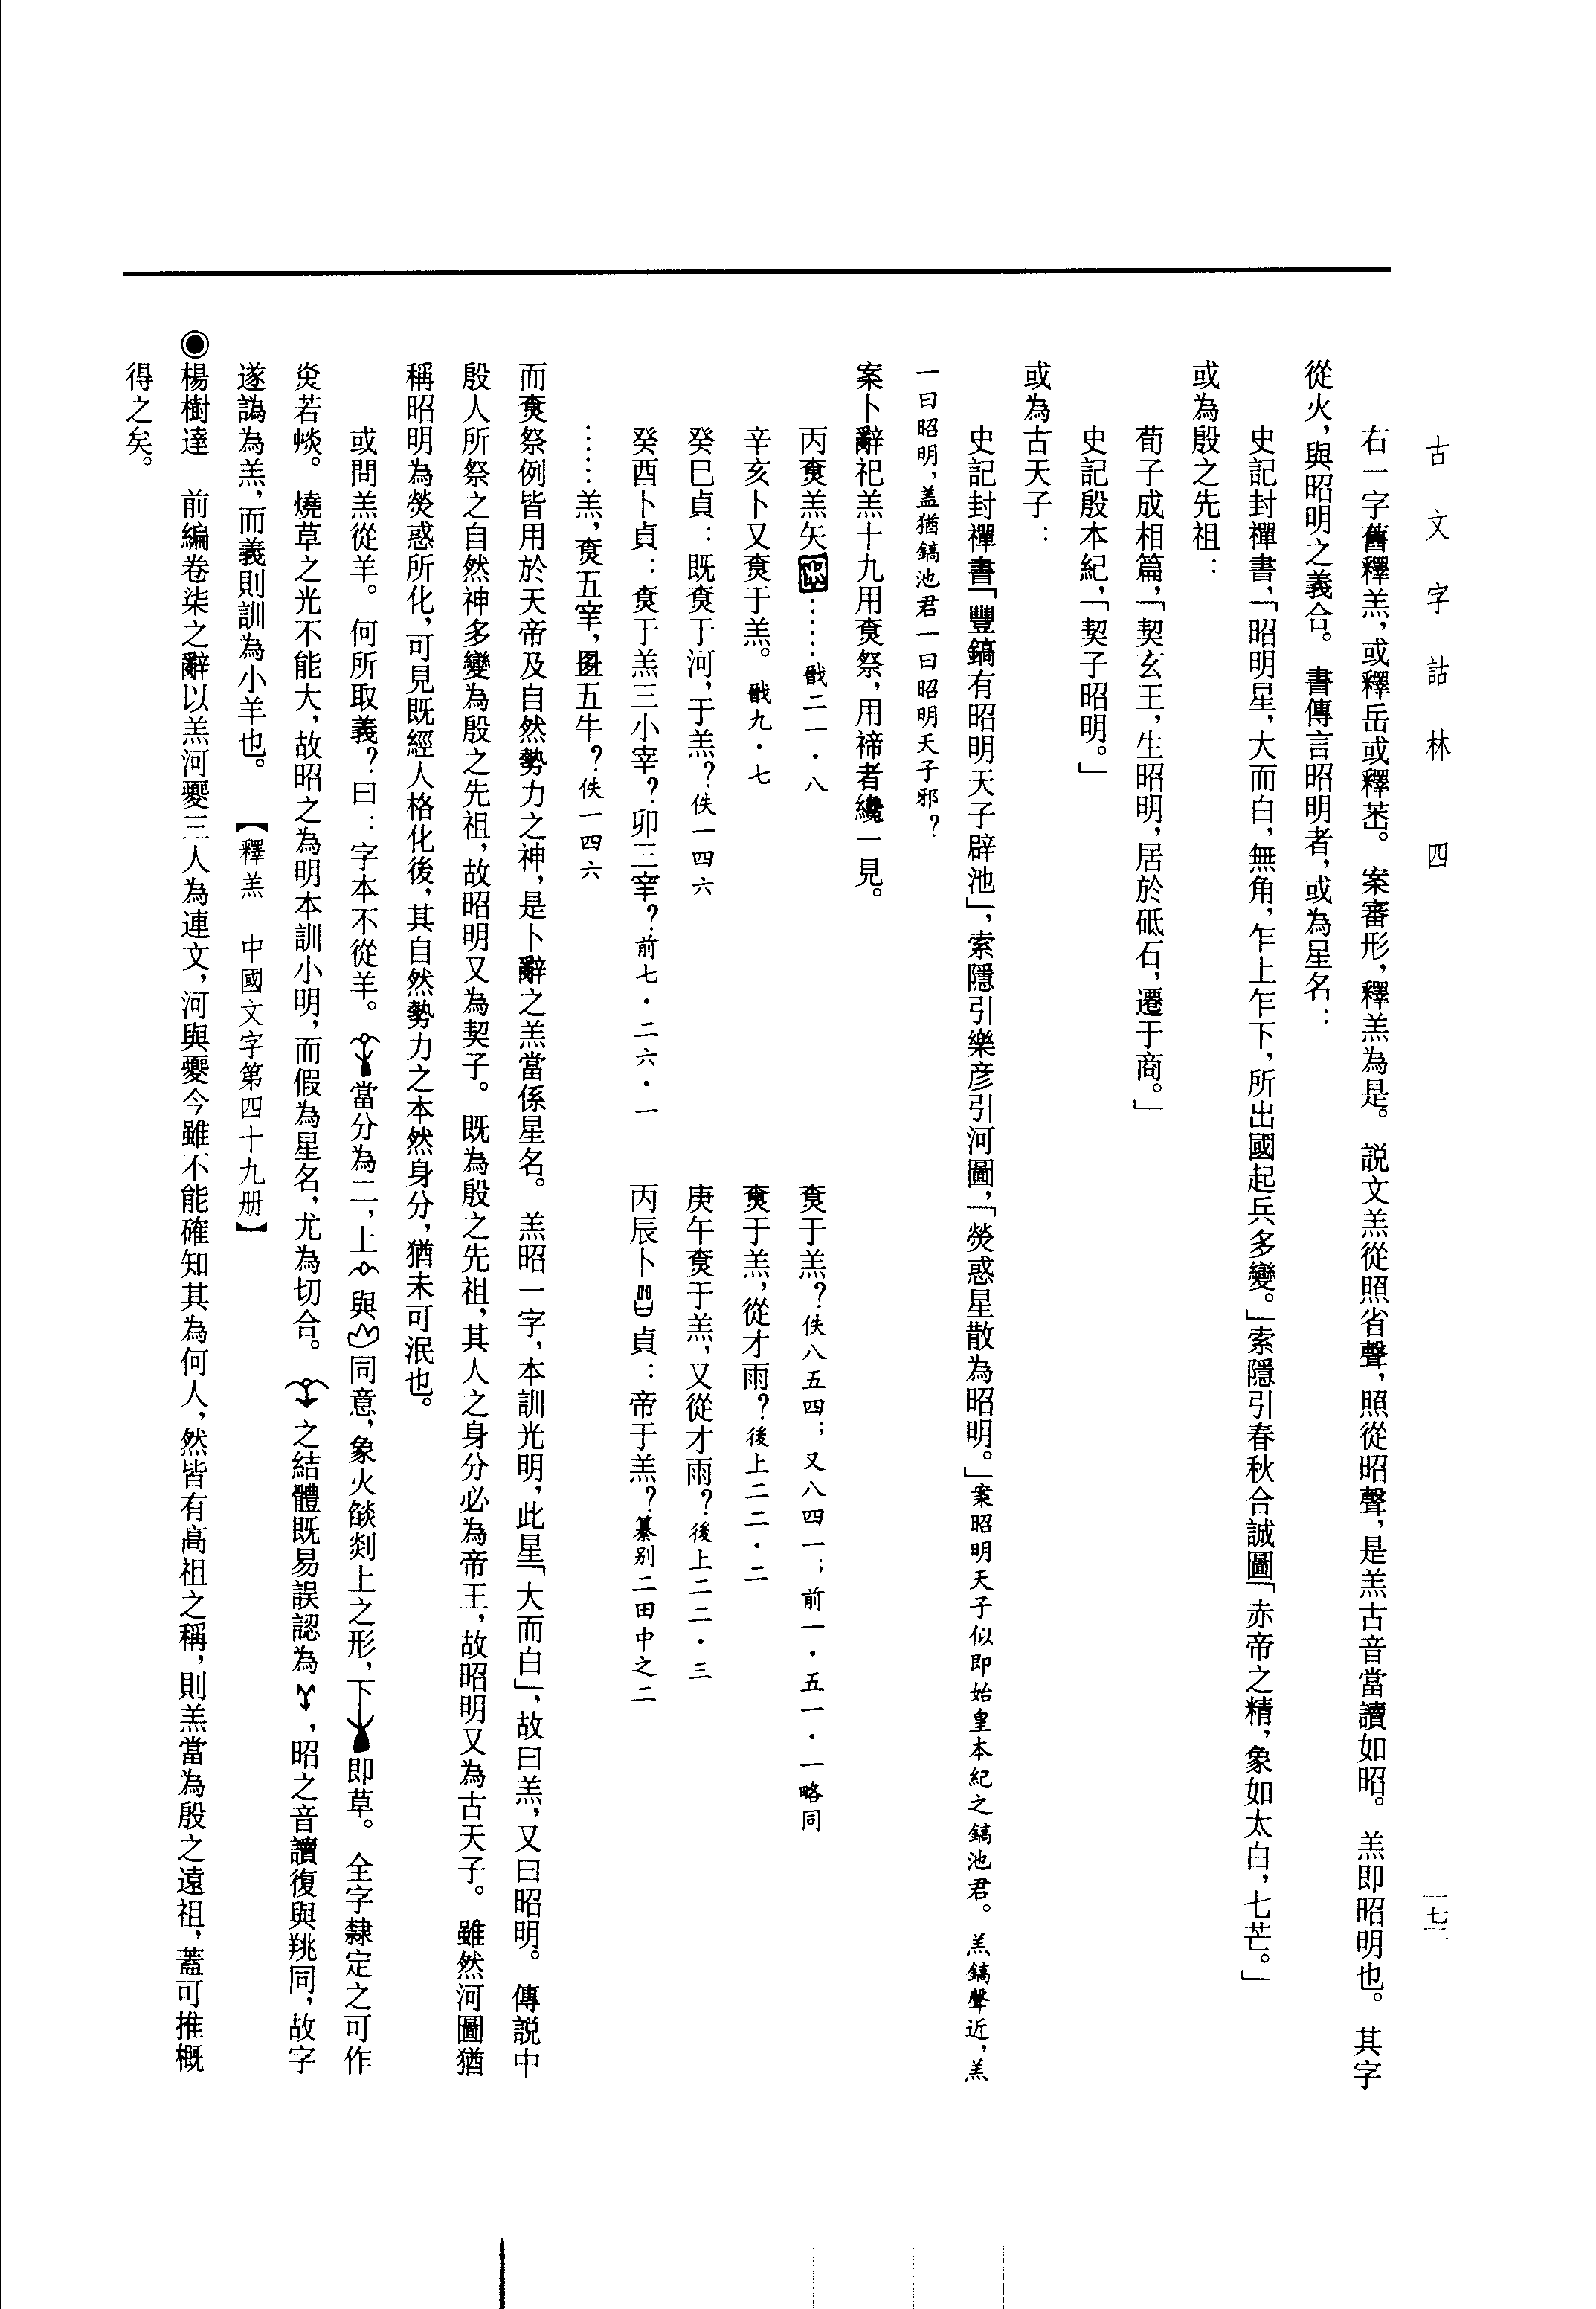 古文字詁林　四
一七二
右一字舊釋羔，或釋岳或釋䍃。案審形，釋羔為是。説文羔從照省聲，照從昭聲，是羔古音當讀如昭。羔即昭明也。其字
從火，與昭明之義合。書傳言昭明者，或為星名：
史記封禪書，「昭明星，大而白，無角，乍上乍下，所出國起兵多變。」索隱引春秋合誠圖「赤帝之精，象如太白，七芒。」
或為殷之先祖：
荀子成相篇，「契玄王，生昭明，居於砥石，遷于商。」
史記殷本紀，「契子昭明。」
或為古天子：
史記封禪書「豐鎬有昭明天子辟池」，索隱引樂彥引河圖，「熒惑星散為昭明。」案昭明天子似即始皇本紀之鎬池君。羔鎬聲近，羔
一曰昭明，盖猶鎬池君一曰昭明天子邪？
案卜辭祀羔十九用㶣祭，用禘者纔一見。
丙㶣羔矢……戩二一·八　㶣于羔？佚八五四；又八四一；前一·五一·一略同
辛亥卜又㶣于羔。戩九·七　㶣于羔，從才雨？後上二二·二
癸巳貞：既㶣于河，于羔？佚一四六　庚午㶣于羔，又從才雨？後上二二·三
癸酉卜貞：㶣于羔三小宰？卯三宰？前七·二六·一　丙辰卜貞：帝于羔？纂别二田中之二
……羔，㶣五宰，五牛？佚一四六
而㶣祭例皆用於天帝及自然勢力之神，是卜辭之羔當係星名。羔昭一字，本訓光明，此星「大而白」，故曰羔，又曰昭明。傳説中
殷人所祭之自然神多變為殷之先祖，故昭明又為契子。既為殷之先祖，其人之身分必為帝王，故昭明又為古天子。雖然河圖猶
稱昭明為熒惑所化，可見既經人格化後，其自然勢力之本然身分，猶未可泯也。
或問羔從羊。何所取義？曰：字本不從羊。當分為二，上與同意，象火燄剡上之形，下即草。全字隸定之可作
炗若㷋。燒草之光不能大，故昭之為明本訓小明，而假為星名，尤為切合。之結體既易誤認為，昭之音讀復與羝同，故字
遂譌為羔，而義則訓為小羊也。【釋羔　中國文字第四十九册】
◉楊樹達　前編卷柒之辭以羔河夒三人為連文，河與夒今雖不能確知其為何人，然皆有高祖之稱，則羔當為殷之遠祖，蓋可推概
得之矣。